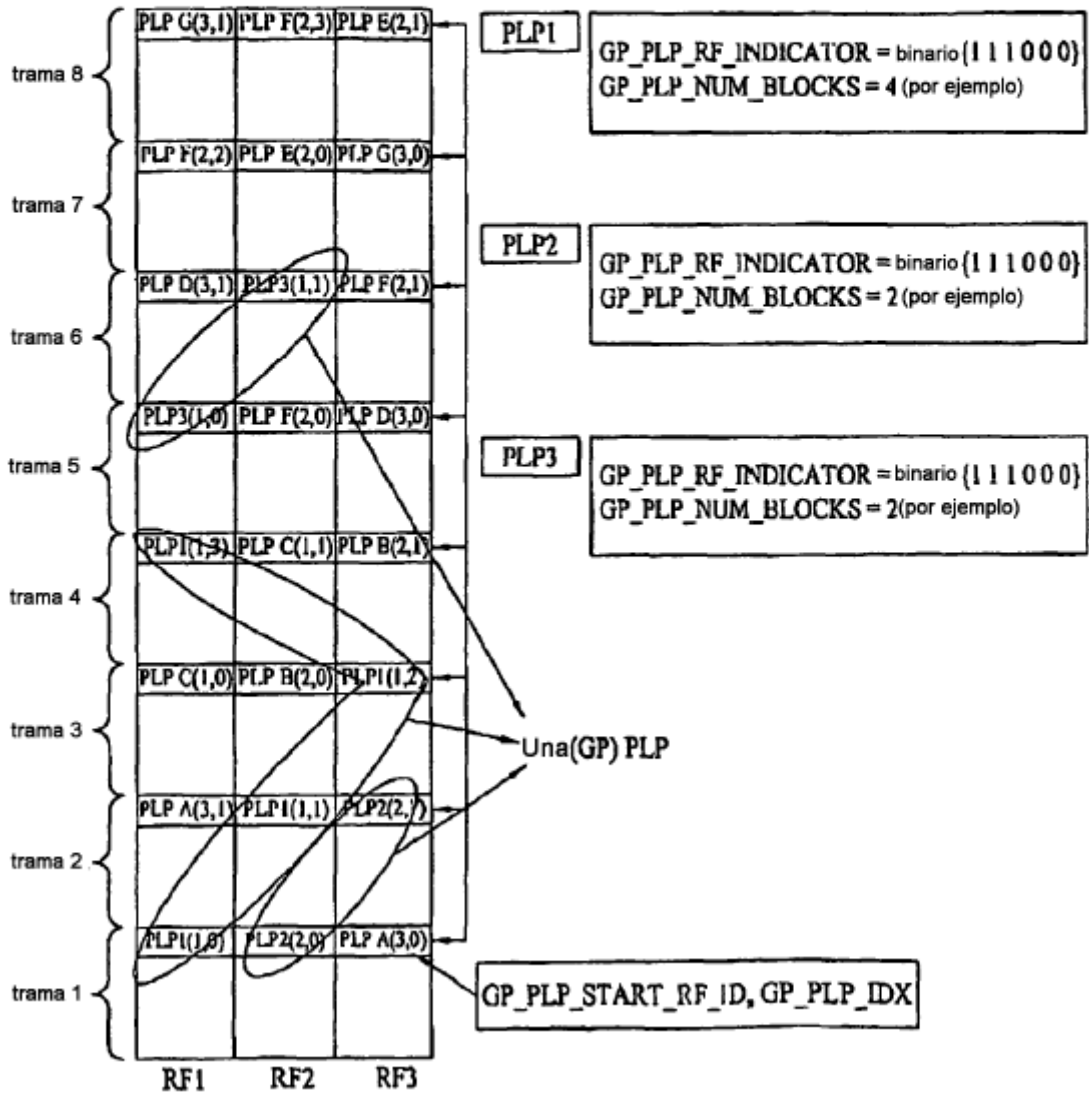 PLP G(3,1) PLP F(2,3) PLP E(2,1)
trama 8
PLP F(2,2) PLP E(2,0) PLP G(3,0)
trama 7
PLP D(3,1) PLP3(1,1) PLP F(2,1)
trama 6
PLP3(1,0) PLP F(2,0) PLP D(3,0)
trama 5
PLP1(1,3) PLP C(1,1) PLP B(2,1)
trama 4
PLP C(1,0) PLP B(2,0) PLP1(1,2)
trama 3
PLP A(3,1) PLP1(1,1) PLP2(2,1)
trama 2
PLP1(1,0) PLP2(2,0) PLP A(3,0)
trama 1
RF1 RF2 RF3
PLP1
GP_PLP_RF_INDICATOR = binario {1 1 1 0 0 0}
GP_PLP_NUM_BLOCKS = 4 (por ejemplo)
PLP2
GP_PLP_RF_INDICATOR = binario {1 1 1 0 0 0}
GP_PLP_NUM_BLOCKS = 2 (por ejemplo)
PLP3
GP_PLP_RF_INDICATOR = binario {1 1 1 0 0 0}
GP_PLP_NUM_BLOCKS = 2(por ejemplo)
Una(GP) PLP
GP_PLP_START_RF_ID, GP_PLP_IDX